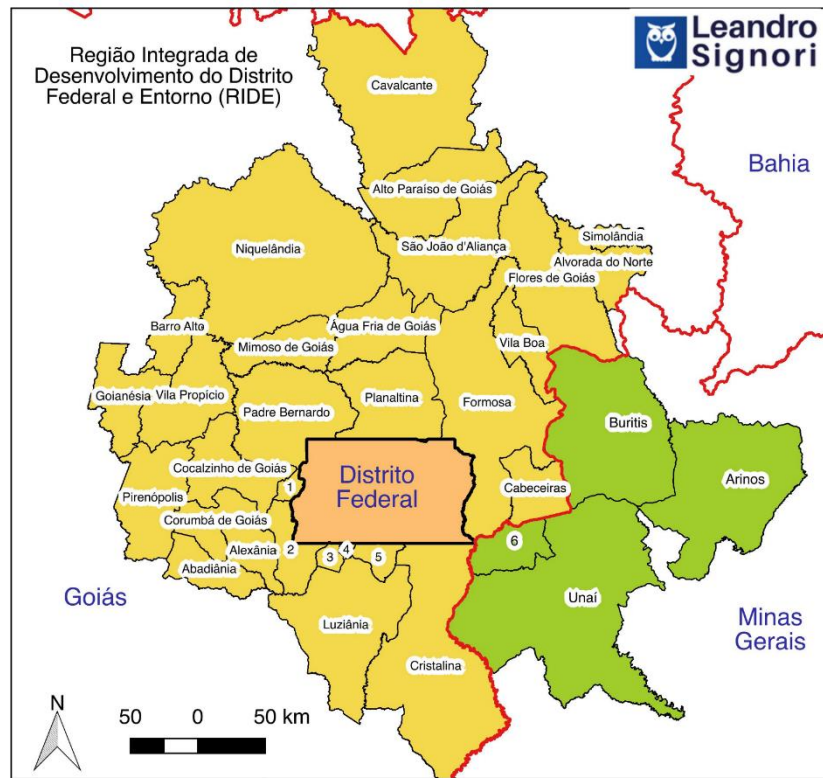 Região Integrada de
Desenvolvimento do Distrito
Federal e Entorno (RIDE)
Leandro
Signori
Cavalcante
Bahia
Alto Paraíso de Goiás
Simolândia
Niquelândia
São João d'Aliança
Alvorada do Norte
Flores de Goiás
Barro Alto
Água Fria de Goiás
Mimoso de Goiás
Vila Boa
Goianésia
Vila Propício
Planaltina
Formosa
Padre Bernardo
Buritis
Cocalzinho de Goiás
Distrito
Federal
Arinos
1
Cabeceiras
Pirenópolis
Corumbá de Goiás
6
Alexânia
2
3
4
5
Abadiânia
Goiás
Unaí
Luziânia
Minas
Gerais
Cristalina
N
50 0 50 km